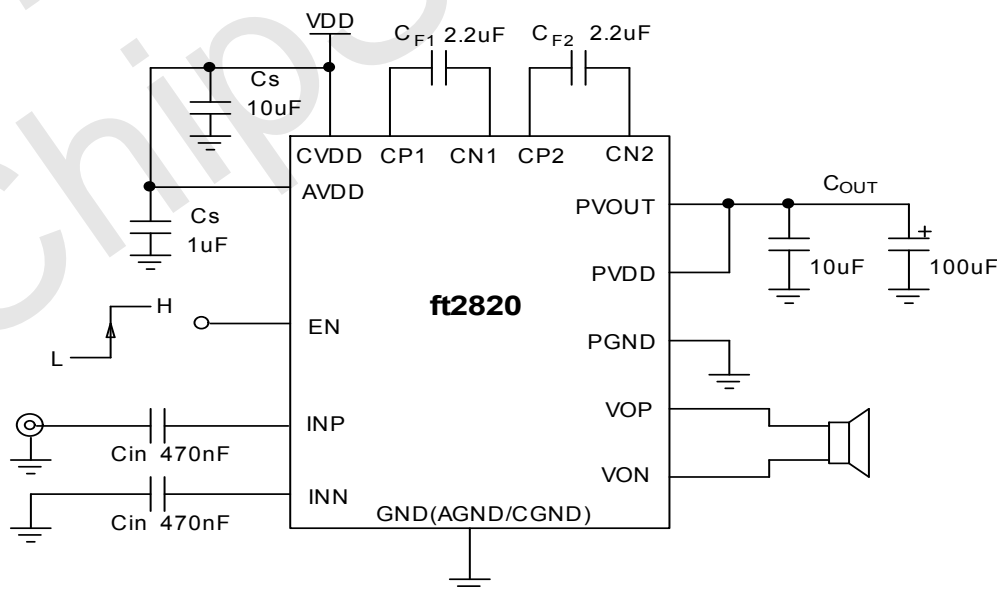 VDD
CF1 2.2uF
CF2 2.2uF
Cs
10uF
CVDD CP1 CN1 CP2 CN2
AVDD
Cs
1uF
PVOUT
COUT
10uF
100uF
+
PVDD
ft2820
H
L
EN
PGND
INP
VOP
Cin 470nF
VON
INN
Cin 470nF
GND(AGND/CGND)